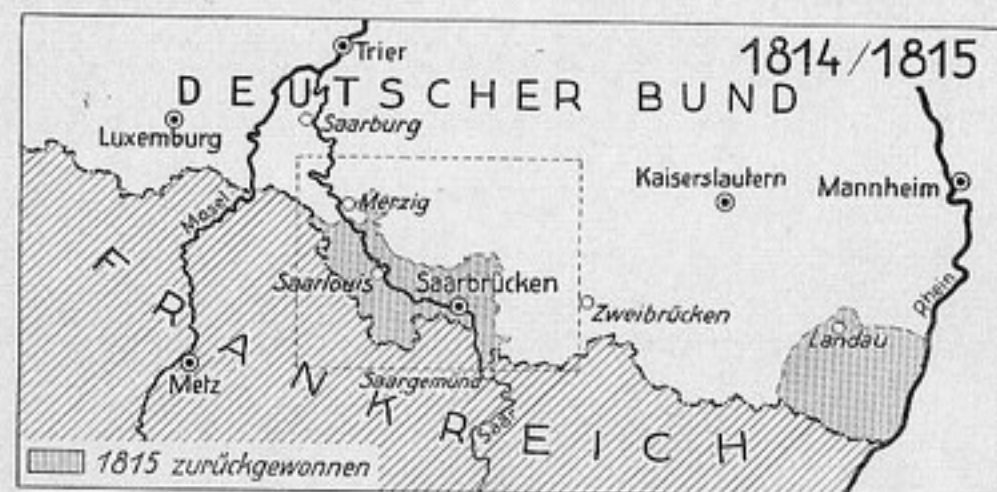 1814/1815
Trier
DEUTSCHER BUND
Luxemburg
Saarburg
Kaiserslautern
Mannheim
Mosel
Merzig
Saarlouis
Saarbrücken
Zweibrücken
Rhein
Landau
Metz
Saargemünd
Saar
FRANKREICH
1815 zurückgewonnen